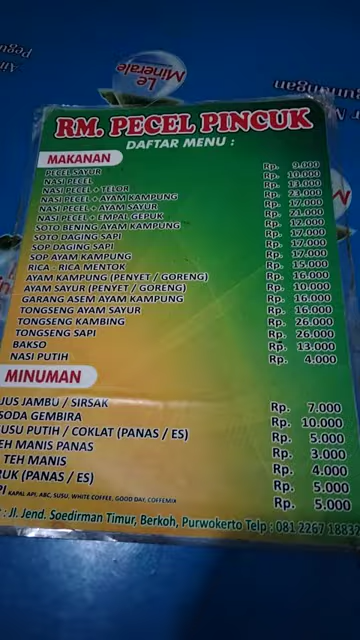 Le
Minerale
Pegunungan
RM. PECEL PINCUK
DAFTAR MENU :
MAKANAN
PECEL SAYUR Rp. 9.000
NASI PECEL Rp. 10.000
NASI PECEL + TELOR Rp. 13.000
NASI PECEL + AYAM KAMPUNG Rp. 23.000
NASI PECEL + AYAM SAYUR Rp. 17.000
NASI PECEL + EMPAL GEPUK Rp. 21.000
SOTO BENING AYAM KAMPUNG Rp. 12.000
SOTO DAGING SAPI Rp. 17.000
SOP DAGING SAPI Rp. 17.000
SOP AYAM KAMPUNG Rp. 17.000
RICA - RICA MENTOK Rp. 15.000
AYAM KAMPUNG (PENYET / GORENG) Rp. 16.000
AYAM SAYUR (PENYET / GORENG) Rp. 10.000
GARANG ASEM AYAM KAMPUNG Rp. 16.000
TONGSENG AYAM SAYUR Rp. 16.000
TONGSENG KAMBING Rp. 26.000
TONGSENG SAPI Rp. 26.000
BAKSO Rp. 13.000
NASI PUTIH Rp. 4.000
MINUMAN
JUS JAMBU / SIRSAK Rp. 7.000
SODA GEMBIRA Rp. 10.000
USU PUTIH / COKLAT (PANAS / ES) Rp. 5.000
EH MANIS PANAS Rp. 3.000
TEH MANIS Rp. 4.000
RUK (PANAS / ES) Rp. 5.000
PI KAPAL API, ABC, SUSU, WHITE COFFEE, GOOD DAY, COFFEMIX Rp. 5.000
: Jl. Jend. Soedirman Timur, Berkoh, Purwokerto Telp : 081 2267 18832